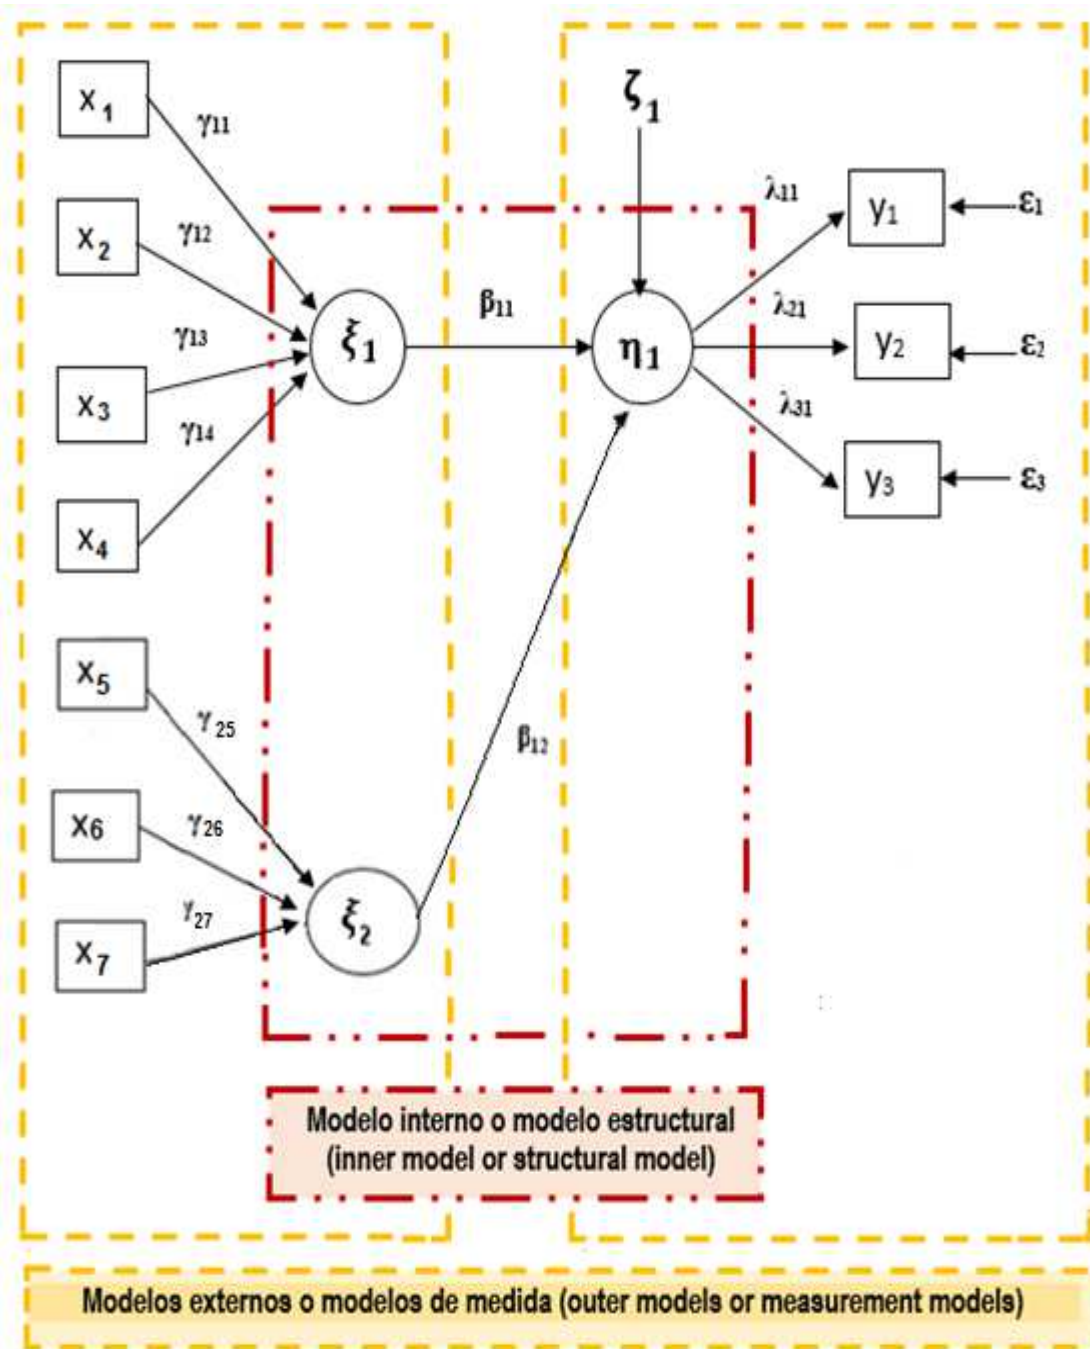 x1
γ11
ζ1
x2
γ12
λ11
y1
ε1
x3
γ13
ξ1
β11
η1
λ21
y2
ε2
γ14
λ31
y3
ε3
x4
x5
γ25
β12
x6
γ26
x7
γ27
ξ2
Modelo interno o modelo estructural
(inner model or structural model)
Modelos externos o modelos de medida (outer models or measurement models)